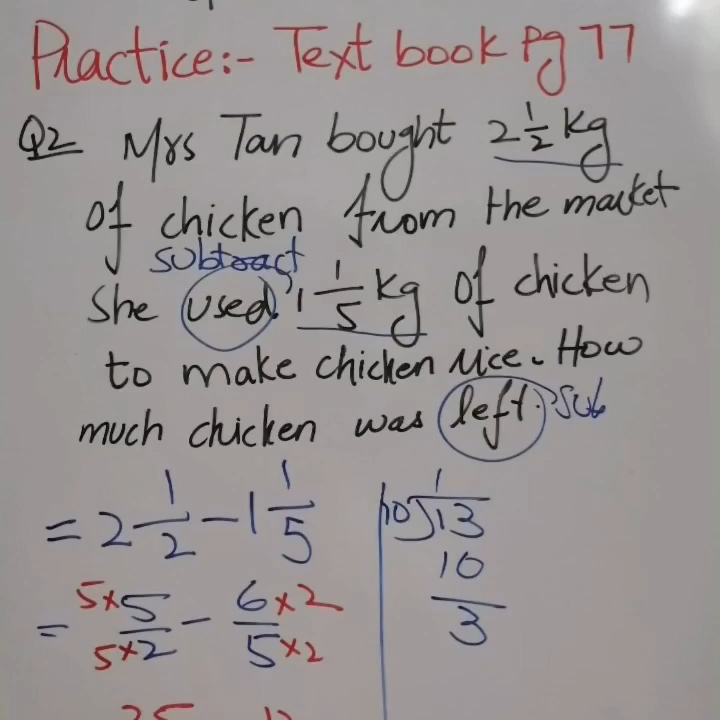 Practice:- Text book Pg 77
Q2 Mrs Tan bought 2 1/2 kg
of chicken from the market
subtract
She used 1 1/5 kg of chicken
to make chicken rice. How
much chicken was left. sub
= 2 1/2 - 1 1/5
10 ) 13
1
10
3
= 5×5/5×2 - 6×2/5×2
25